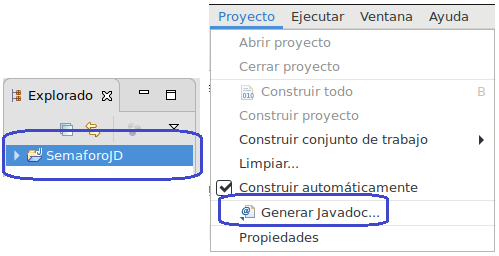 Explorado
SemaforoJD
Proyecto Ejecutar Ventana Ayuda
Abrir proyecto
Cerrar proyecto
010 Construir todo B
Construir proyecto
Construir conjunto de trabajo
Limpiar...
Construir automáticamente
@ Generar Javadoc...
Propiedades